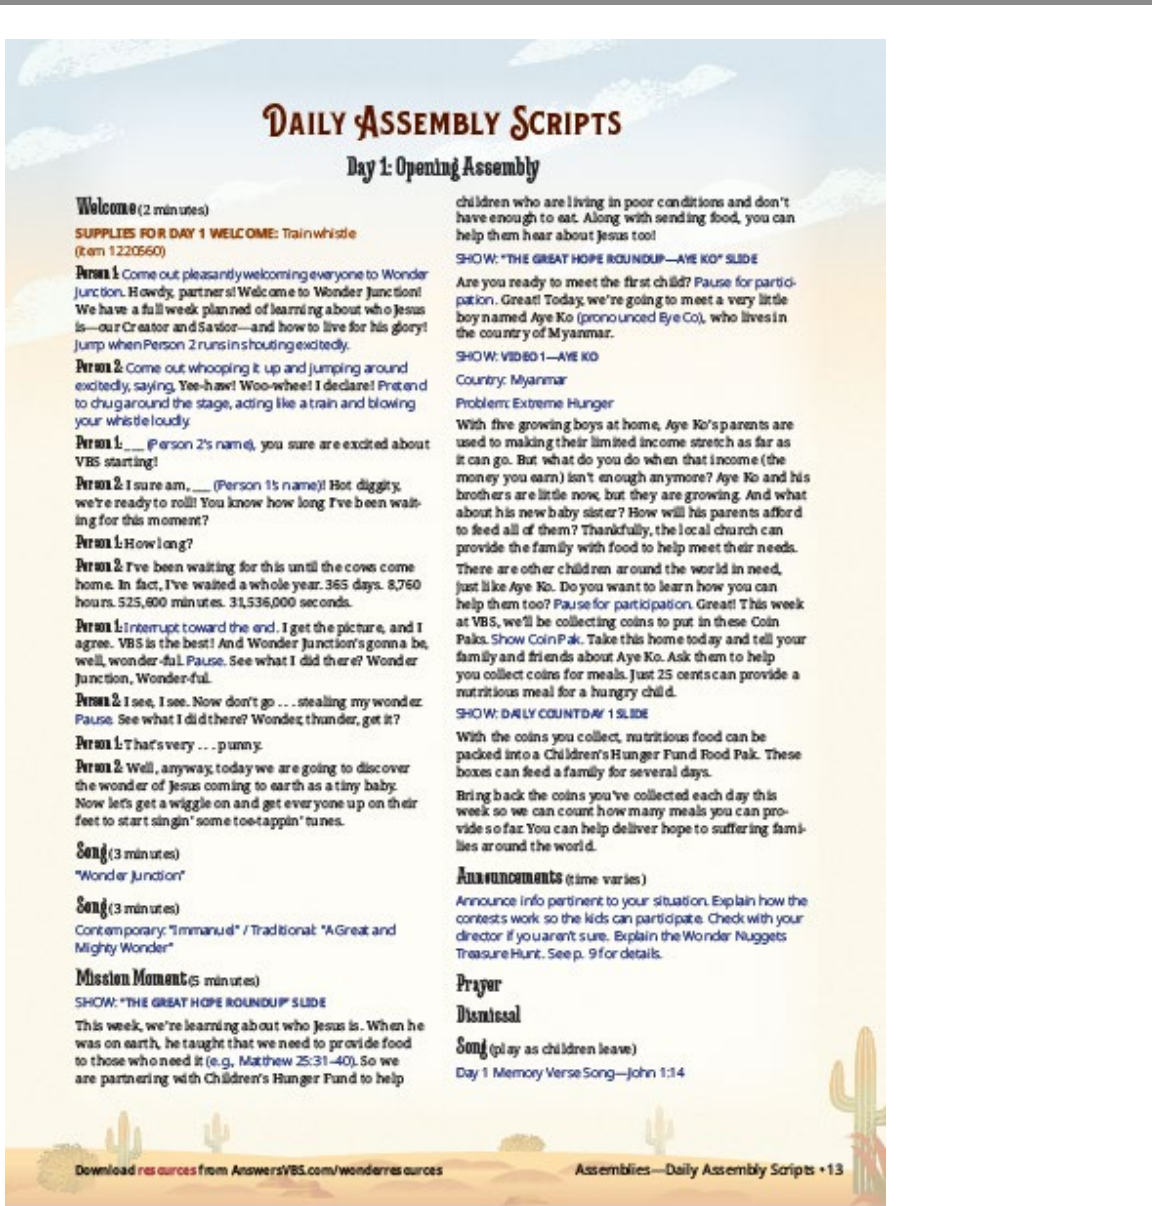 Daily Assembly Scripts
Day 1: Opening Assembly
Welcome (2 minutes)
SUPPLIES FOR DAY 1 WELCOME: Train whistle
(item 1220560)
Person 1: Come out pleasantly welcoming everyone to Wonder
Junction. Howdy, partners! Welcome to Wonder Junction!
We have a full week planned of learning about who Jesus
is—our Creator and Savior—and how to live for his glory!
Jump when Person 2 runs in shouting excitedly.
Person 2: Come out whooping it up and jumping around
excitedly, saying, Yee-haw! Woo-whee! I declare! Pretend
to chug around the stage, acting like a train and blowing
your whistle loudly.
Person 1: ___ (Person 2's name), you sure are excited about
VBS starting!
Person 2: I sure am, ___ (Person 1's name)! Hot diggity,
we're ready to roll! You know how long I've been wait-
ing for this moment?
Person 1: How long?
Person 2: I've been waiting for this until the cows come
home. In fact, I've waited a whole year. 365 days. 8,760
hours. 525,600 minutes. 31,536,000 seconds.
Person 1: Interrupt toward the end. I get the picture, and I
agree. VBS is the best! And Wonder Junction's gonna be,
well, wonder-ful. Pause. See what I did there? Wonder
Junction, Wonder-ful.
Person 2: I see, I see. Now don't go . . . stealing my wonder.
Pause. See what I did there? Wonder, thunder, get it?
Person 1: That's very . . . punny.
Person 2: Well, anyway, today we are going to discover
the wonder of Jesus coming to earth as a tiny baby.
Now let's get a wiggle on and get everyone up on their
feet to start singin' some toe-tappin' tunes.
Song (3 minutes)
"Wonder Junction"
Song (3 minutes)
Contemporary: "Immanuel" / Traditional: "A Great and
Mighty Wonder"
Mission Moment (5 minutes)
SHOW: "THE GREAT HOPE ROUNDUP" SLIDE
This week, we're learning about who Jesus is. When he
was on earth, he taught that we need to provide food
to those who need it (e.g., Matthew 25:31–40). So we
are partnering with Children's Hunger Fund to help
children who are living in poor conditions and don't
have enough to eat. Along with sending food, you can
help them hear about Jesus too!
SHOW: "THE GREAT HOPE ROUNDUP—AYE KO" SLIDE
Are you ready to meet the first child? Pause for partici-
pation. Great! Today, we're going to meet a very little
boy named Aye Ko (pronounced Eye Co), who lives in
the country of Myanmar.
SHOW: VIDEO 1—AYE KO
Country: Myanmar
Problem: Extreme Hunger
With five growing boys at home, Aye Ko's parents are
used to making their limited income stretch as far as
it can go. But what do you do when that income (the
money you earn) isn't enough anymore? Aye Ko and his
brothers are little now, but they are growing. And what
about his new baby sister? How will his parents afford
to feed all of them? Thankfully, the local church can
provide the family with food to help meet their needs.
There are other children around the world in need,
just like Aye Ko. Do you want to learn how you can
help them too? Pause for participation. Great! This week
at VBS, we'll be collecting coins to put in these Coin
Paks. Show Coin Pak. Take this home today and tell your
family and friends about Aye Ko. Ask them to help
you collect coins for meals. Just 25 cents can provide a
nutritious meal for a hungry child.
SHOW: DAILY COUNT DAY 1 SLIDE
With the coins you collect, nutritious food can be
packed into a Children's Hunger Fund Food Pak. These
boxes can feed a family for several days.
Bring back the coins you've collected each day this
week so we can count how many meals you can pro-
vide so far. You can help deliver hope to suffering fami-
lies around the world.
Announcements (time varies)
Announce info pertinent to your situation. Explain how the
contests work so the kids can participate. Check with your
director if you aren't sure. Explain the Wonder Nuggets
Treasure Hunt. See p. 9 for details.
Prayer
Dismissal
Song (play as children leave)
Day 1 Memory Verse Song—John 1:14
Download resources from AnswersVBS.com/wonderresources
Assemblies—Daily Assembly Scripts • 13